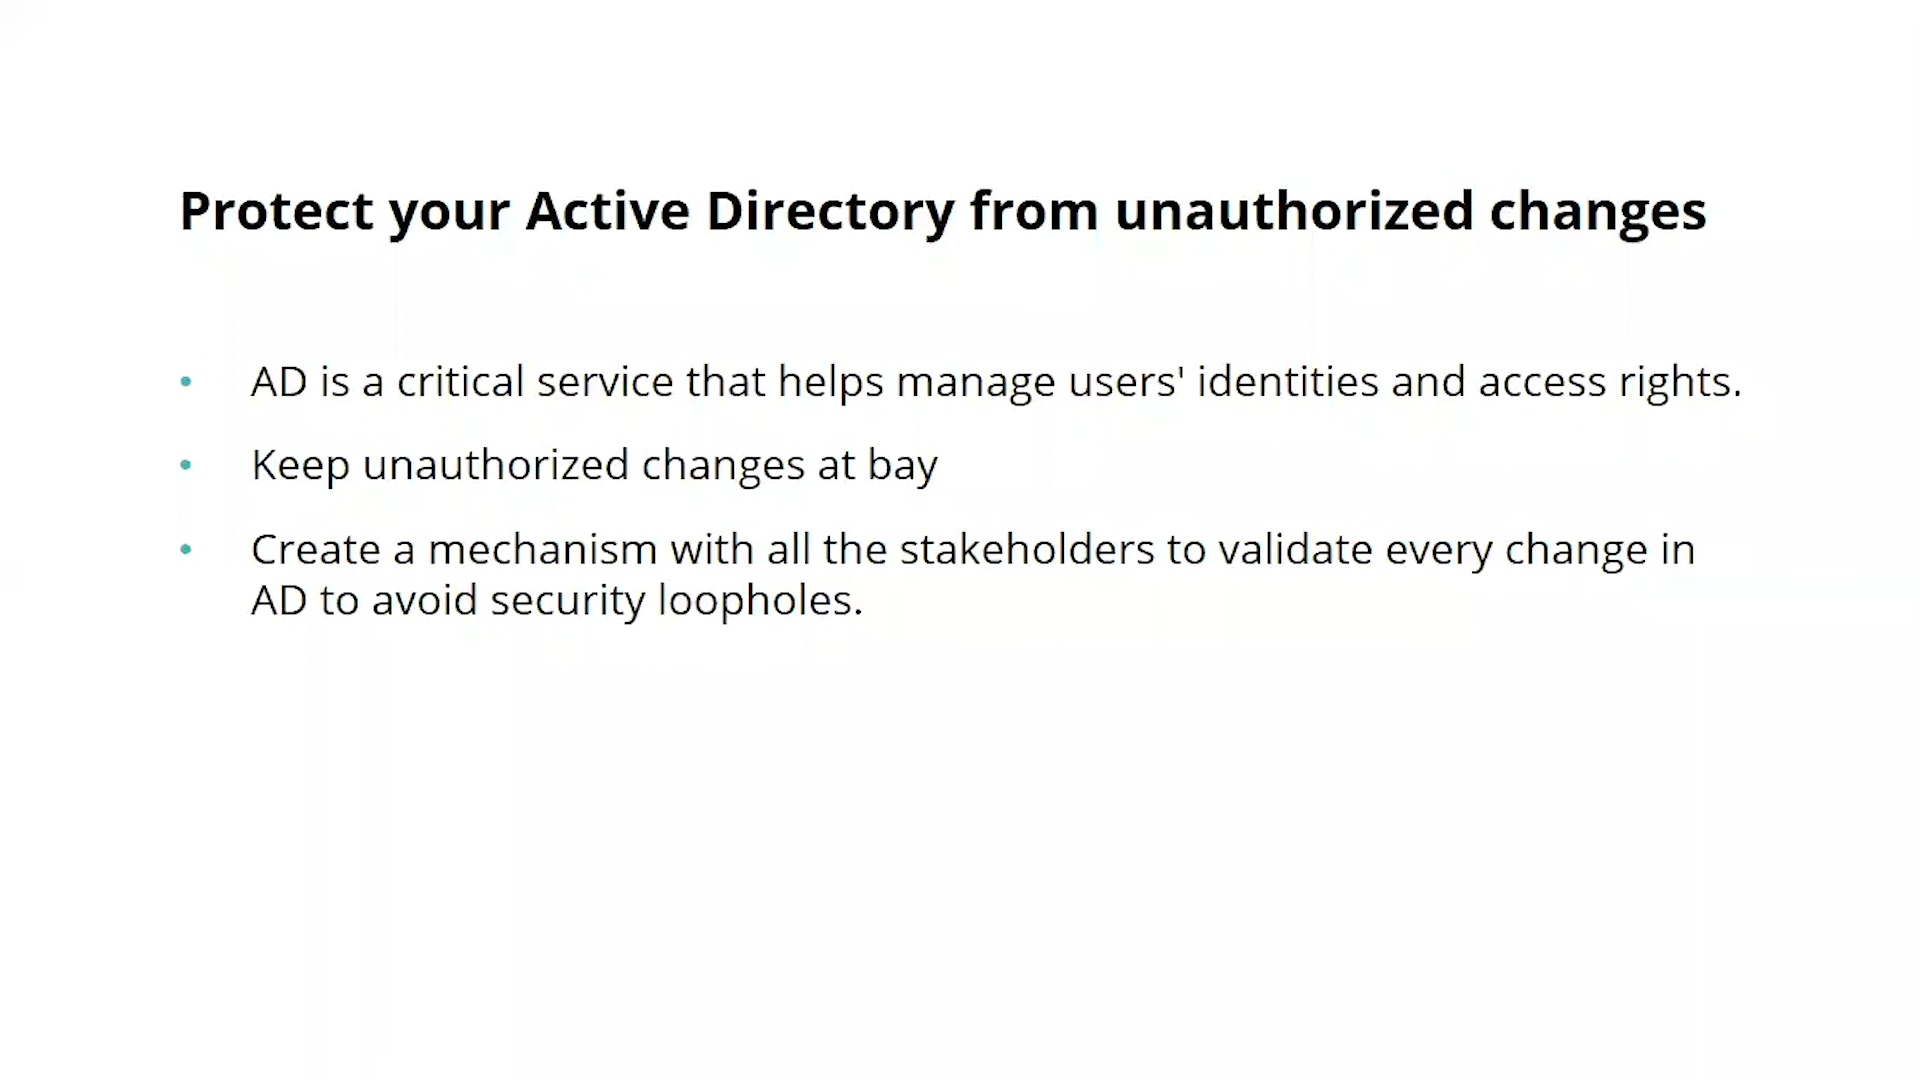 Protect your Active Directory from unauthorized changes
• AD is a critical service that helps manage users' identities and access rights.
• Keep unauthorized changes at bay
• Create a mechanism with all the stakeholders to validate every change in
AD to avoid security loopholes.